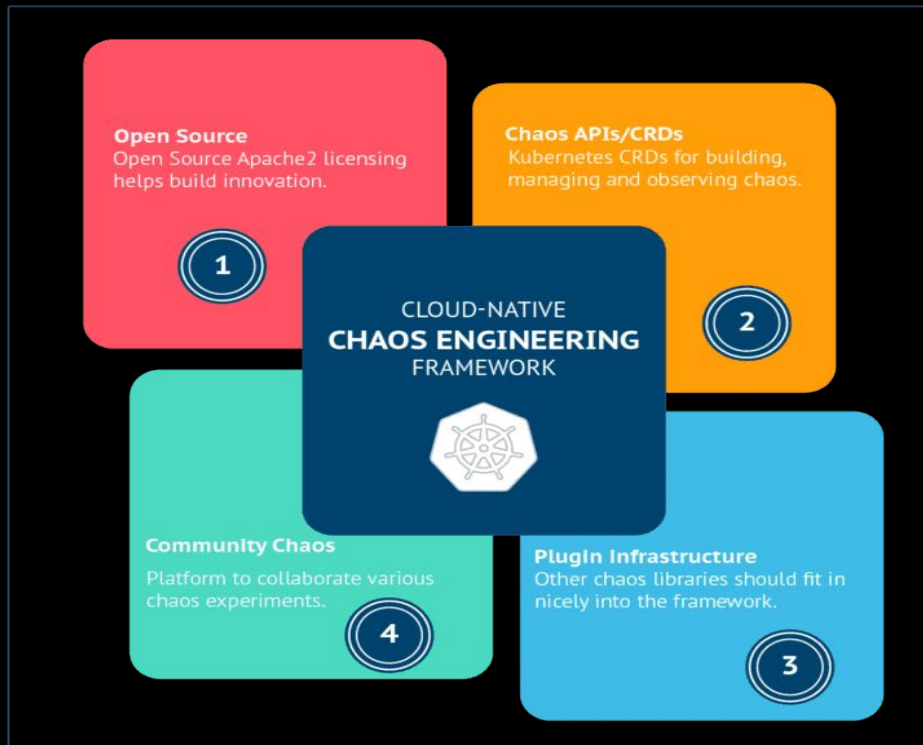 Open Source
Open Source Apache2 licensing
helps build innovation.
1
Chaos APIs/CRDs
Kubernetes CRDs for building,
managing and observing chaos.
2
CLOUD-NATIVE
CHAOS ENGINEERING
FRAMEWORK
Community Chaos
Platform to collaborate various
chaos experiments.
4
PlugIn Infrastructure
Other chaos libraries should fit in
nicely into the framework.
3